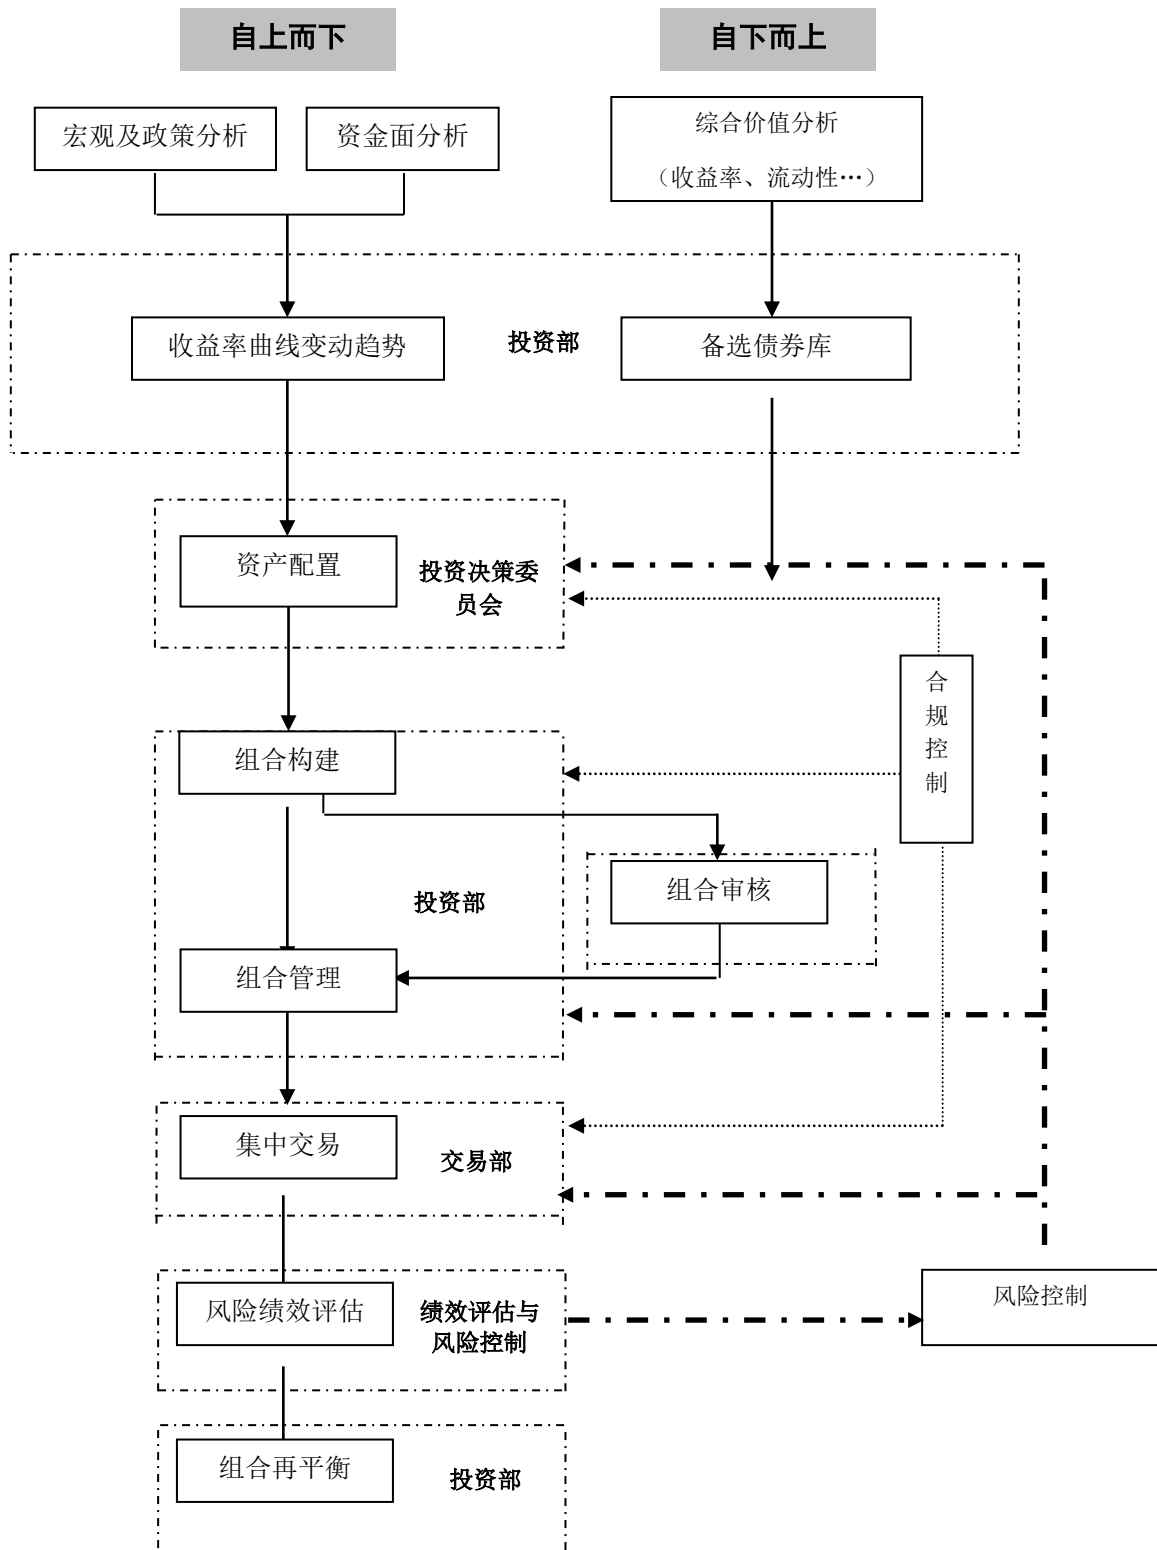 自上而下
自下而上
宏观及政策分析
资金面分析
综合价值分析
（收益率、流动性…）
收益率曲线变动趋势
投资部
备选债券库
资产配置
投资决策委
员会
合
规
控
制
组合构建
组合审核
投资部
组合管理
集中交易
交易部
风险绩效评估
绩效评估与
风险控制
风险控制
组合再平衡
投资部